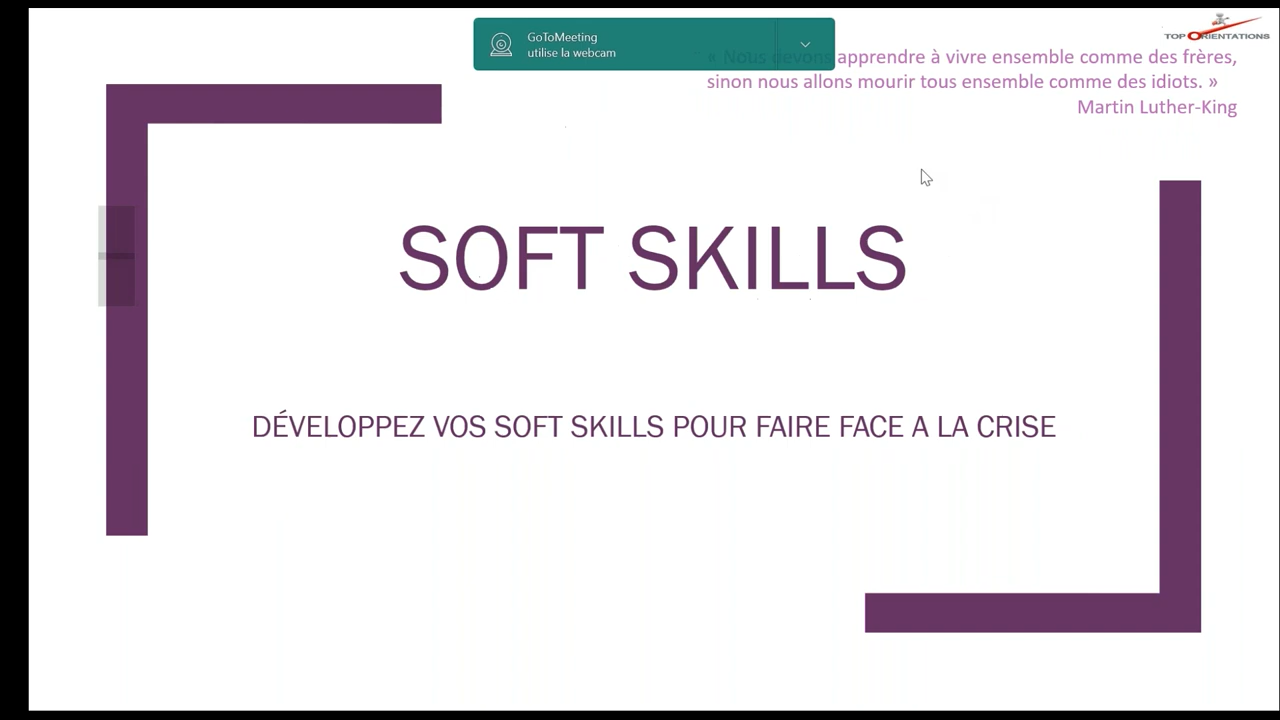 GoToMeeting
utilise la webcam
TOP ORIENTATIONS
« Nous devons apprendre à vivre ensemble comme des frères,
sinon nous allons mourir tous ensemble comme des idiots. »
Martin Luther-King
SOFT SKILLS
DÉVELOPPEZ VOS SOFT SKILLS POUR FAIRE FACE A LA CRISE